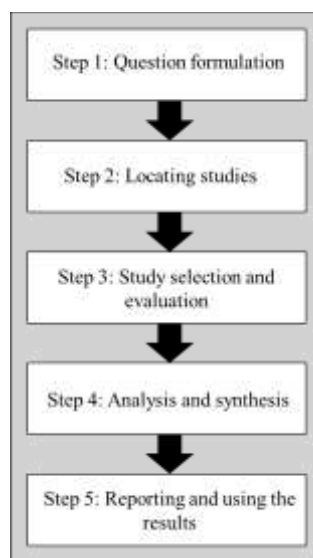 Step 1: Question formulation
Step 2: Locating studies
Step 3: Study selection and
evaluation
Step 4: Analysis and synthesis
Step 5: Reporting and using the
results